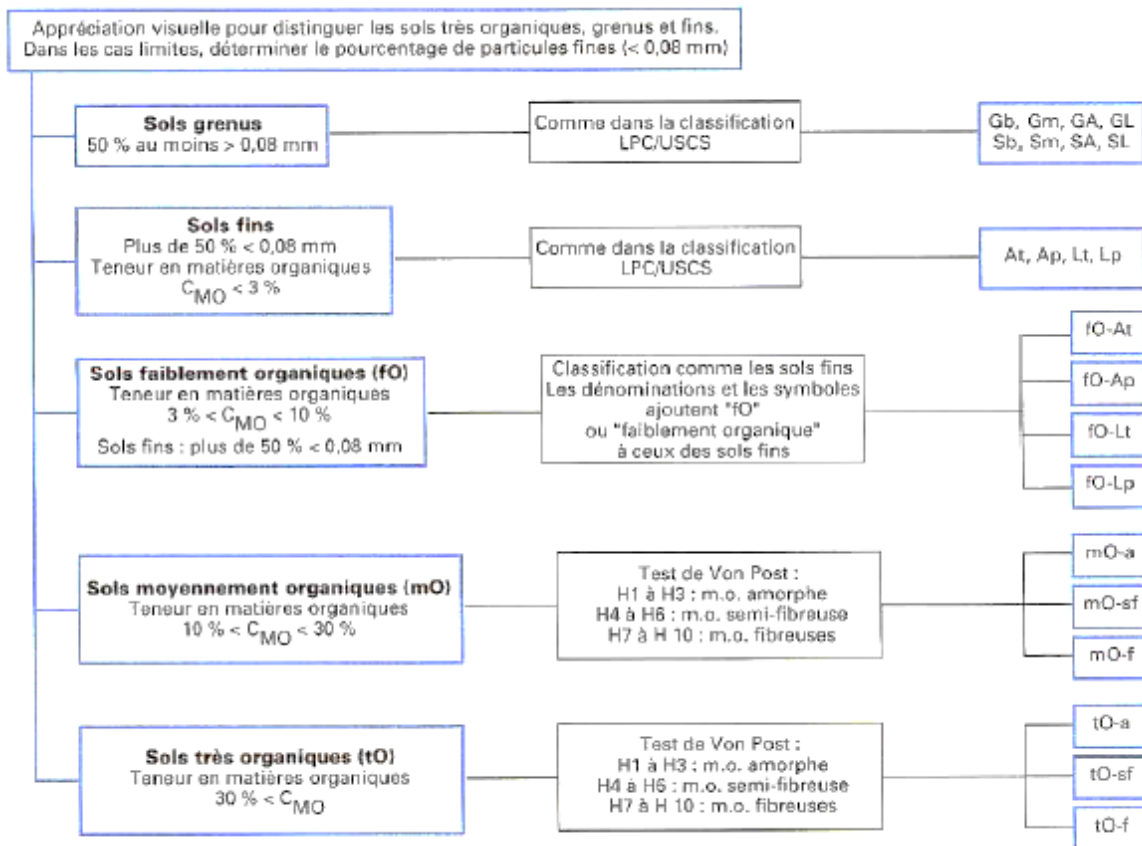 Appréciation visuelle pour distinguer les sols très organiques, grenus et fins.
Dans les cas limites, déterminer le pourcentage de particules fines (< 0,08 mm)
Sols grenus
50 % au moins > 0,08 mm
Comme dans la classification
LPC/USCS
Gb, Gm, GA, GL
Sb, Sm, SA, SL
Sols fins
Plus de 50 % < 0,08 mm
Teneur en matières organiques
CMO < 3 %
Comme dans la classification
LPC/USCS
At, Ap, Lt, Lp
Sols faiblement organiques (fO)
Teneur en matières organiques
3 % < CMO < 10 %
Sols fins : plus de 50 % < 0,08 mm
Classification comme les sols fins
Les dénominations et les symboles
ajoutent "fO"
ou "faiblement organique"
à ceux des sols fins
fO-At
fO-Ap
fO-Lt
fO-Lp
Sols moyennement organiques (mO)
Teneur en matières organiques
10 % < CMO < 30 %
Test de Von Post :
H1 à H3 : m.o. amorphe
H4 à H6 : m.o. semi-fibreuse
H7 à H 10 : m.o. fibreuses
mO-a
mO-sf
mO-f
Sols très organiques (tO)
Teneur en matières organiques
30 % < CMO
Test de Von Post :
H1 à H3 : m.o. amorphe
H4 à H6 : m.o. semi-fibreuse
H7 à H 10 : m.o. fibreuses
tO-a
tO-sf
tO-f